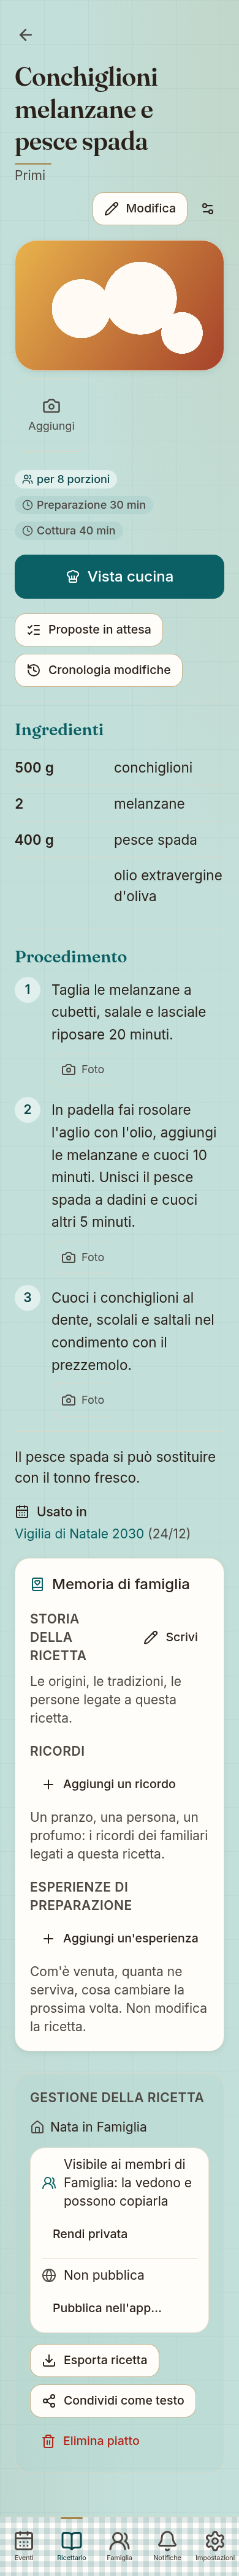 Conchiglioni
melanzane e
pesce spada
Primi
Modifica
Aggiungi
per 8 porzioni
Preparazione 30 min
Cottura 40 min
Vista cucina
Proposte in attesa
Cronologia modifiche
Ingredienti
500 g conchiglioni
2 melanzane
400 g pesce spada
olio extravergine
d'oliva
Procedimento
1 Taglia le melanzane a
cubetti, salale e lasciale
riposare 20 minuti.
Foto
2 In padella fai rosolare
l'aglio con l'olio, aggiungi
le melanzane e cuoci 10
minuti. Unisci il pesce
spada a dadini e cuoci
altri 5 minuti.
Foto
3 Cuoci i conchiglioni al
dente, scolali e saltali nel
condimento con il
prezzemolo.
Foto
Il pesce spada si può sostituire
con il tonno fresco.
Usato in
Vigilia di Natale 2030 (24/12)
Memoria di famiglia
STORIA
DELLA
RICETTA
Scrivi
Le origini, le tradizioni, le
persone legate a questa
ricetta.
RICORDI
Aggiungi un ricordo
Un pranzo, una persona, un
profumo: i ricordi dei familiari
legati a questa ricetta.
ESPERIENZE DI
PREPARAZIONE
Aggiungi un'esperienza
Com'è venuta, quanta ne
serviva, cosa cambiare la
prossima volta. Non modifica
la ricetta.
GESTIONE DELLA RICETTA
Nata in Famiglia
Visibile ai membri di
Famiglia: la vedono e
possono copiarla
Rendi privata
Non pubblica
Pubblica nell'app...
Esporta ricetta
Condividi come testo
Elimina piatto
Eventi Ricettario Famiglia Notifiche Impostazioni